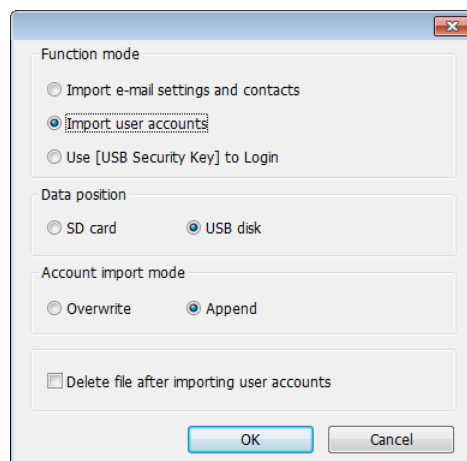 Function mode
Import e-mail settings and contacts
Import user accounts
Use [USB Security Key] to Login
Data position
SD card USB disk
Account import mode
Overwrite Append
Delete file after importing user accounts
OK Cancel